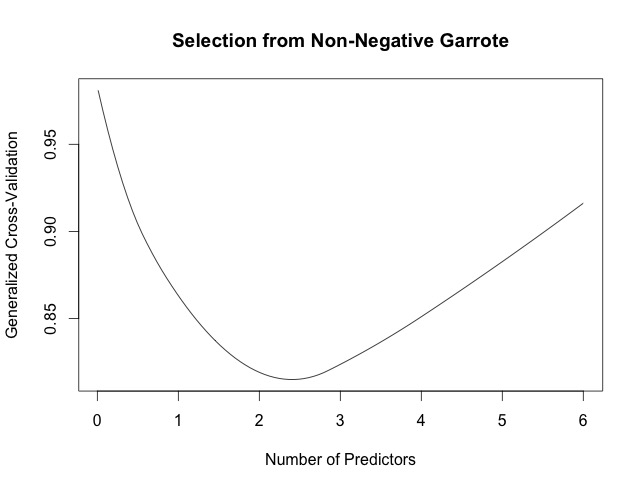 Selection from Non-Negative Garrote
Generalized Cross-Validation
0.95
0.90
0.85
0 1 2 3 4 5 6
Number of Predictors